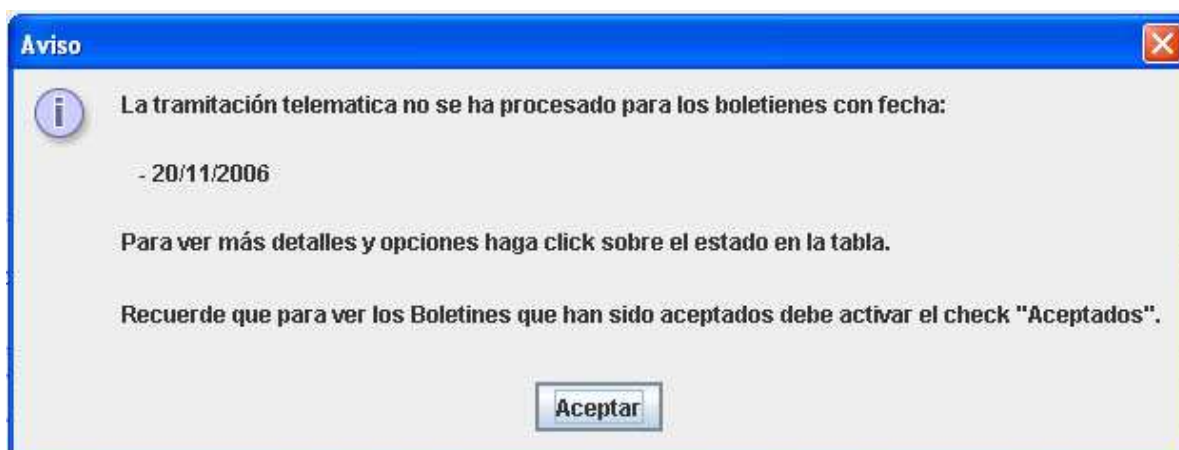 Aviso
La tramitación telematica no se ha procesado para los boletienes con fecha:
- 20/11/2006
Para ver más detalles y opciones haga click sobre el estado en la tabla.
Recuerde que para ver los Boletines que han sido aceptados debe activar el check "Aceptados".
Aceptar